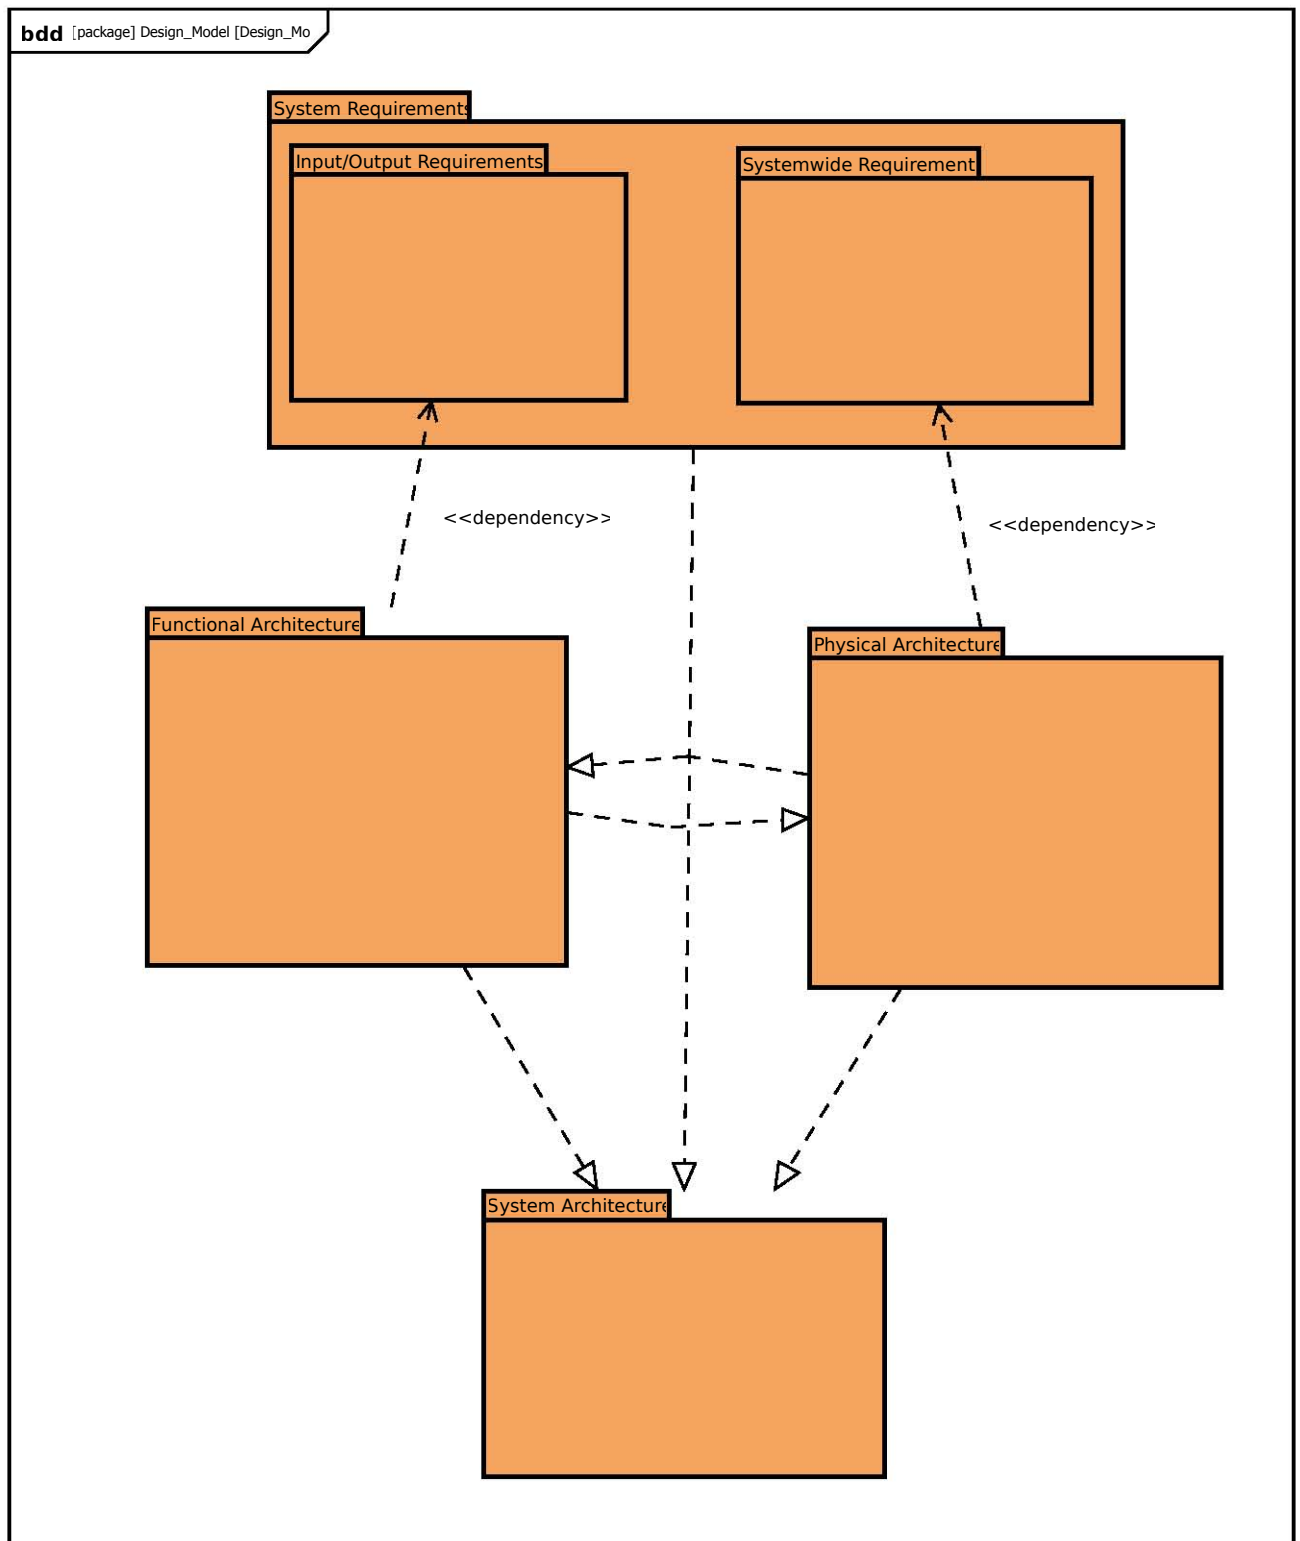 bdd [package] Design_Model [Design_Mo
System Requirements
Input/Output Requirements
Systemwide Requirement
<<dependency>>
<<dependency>>
Functional Architecture
Physical Architecture
System Architecture